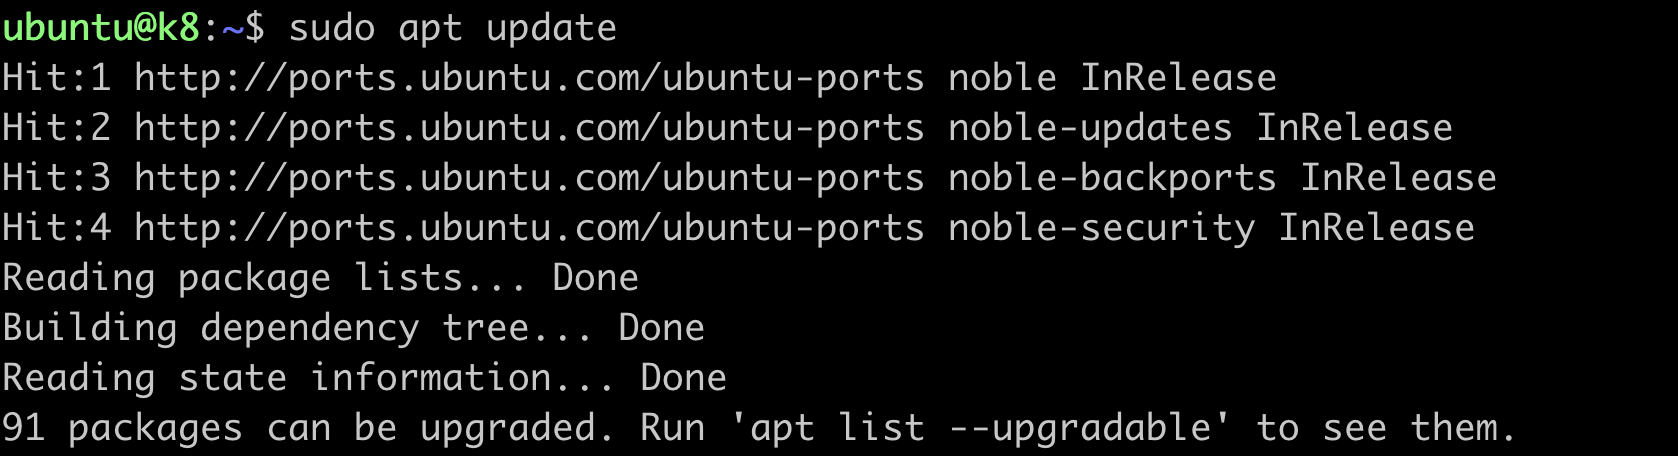 ubuntu@k8:~$ sudo apt update
Hit:1 http://ports.ubuntu.com/ubuntu-ports noble InRelease
Hit:2 http://ports.ubuntu.com/ubuntu-ports noble-updates InRelease
Hit:3 http://ports.ubuntu.com/ubuntu-ports noble-backports InRelease
Hit:4 http://ports.ubuntu.com/ubuntu-ports noble-security InRelease
Reading package lists... Done
Building dependency tree... Done
Reading state information... Done
91 packages can be upgraded. Run 'apt list --upgradable' to see them.